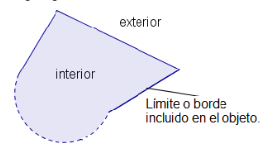 exterior
interior
Límite o borde
incluido en el objeto.